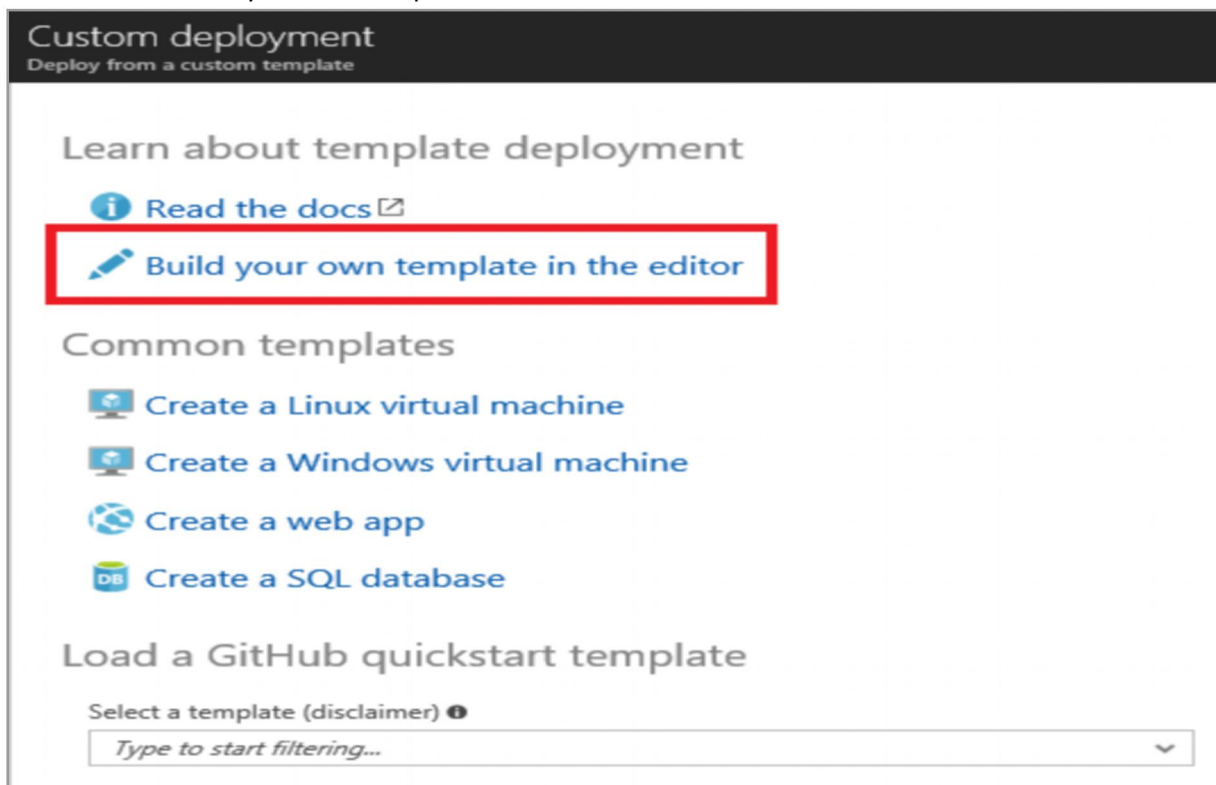 Custom deployment
Deploy from a custom template
Learn about template deployment
Read the docs
Build your own template in the editor
Common templates
Create a Linux virtual machine
Create a Windows virtual machine
Create a web app
DB Create a SQL database
Load a GitHub quickstart template
Select a template (disclaimer)
Type to start filtering...